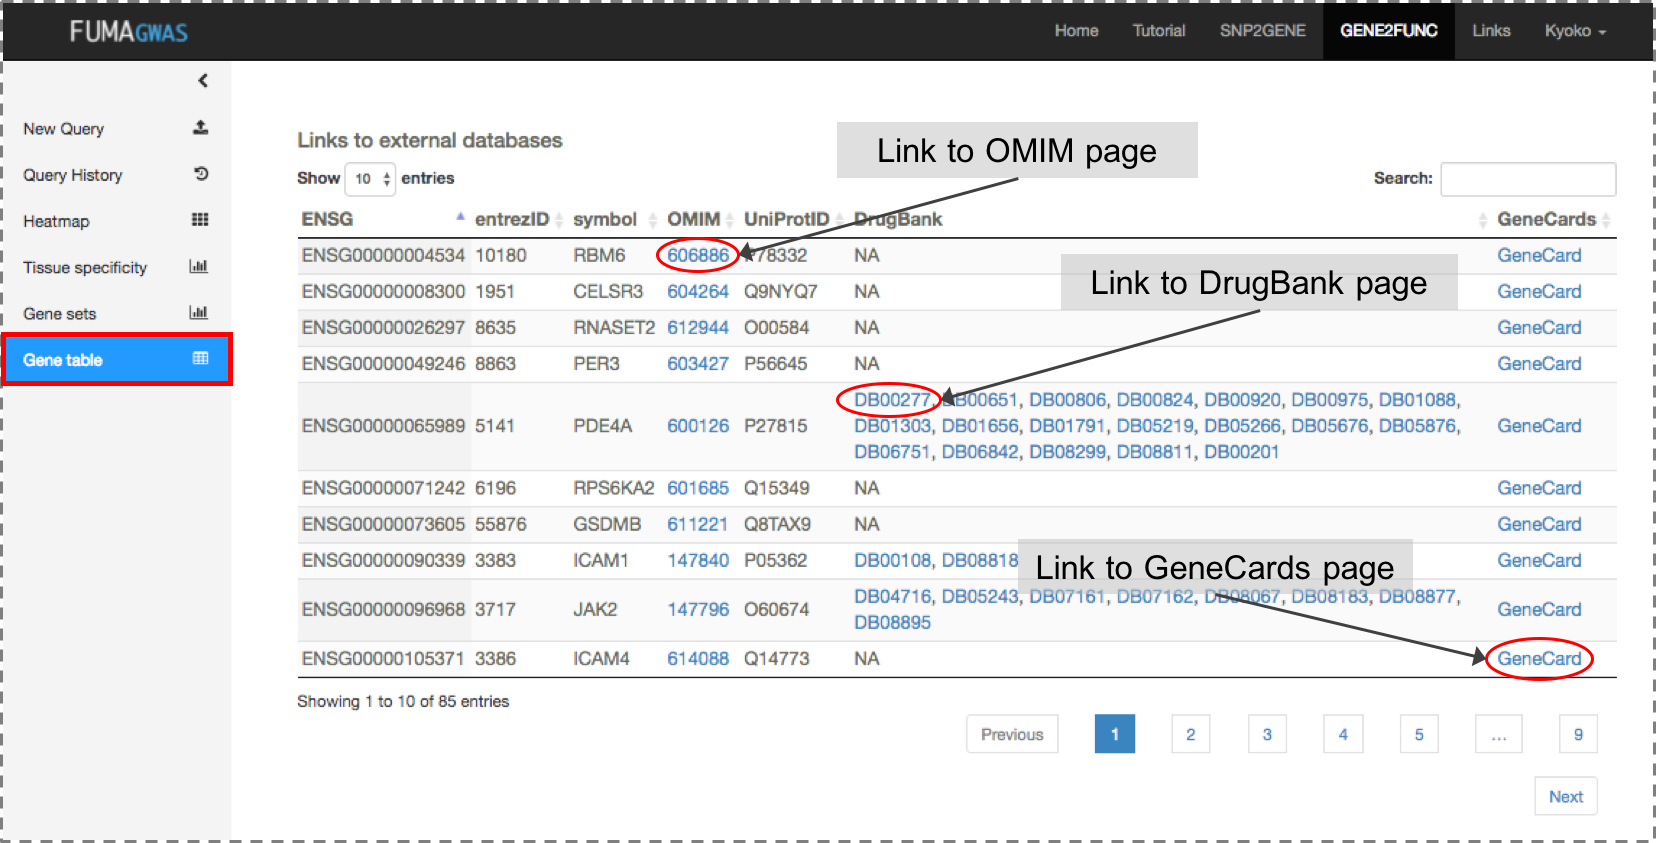 FUMAGWAS
Home Tutorial SNP2GENE GENE2FUNC Links Kyoko
New Query
Query History
Heatmap
Tissue specificity
Gene sets
Gene table
Links to external databases
Link to OMIM page
Show 10 entries
Search:
ENSG entrezID symbol OMIM UniProtID DrugBank GeneCards
ENSG00000004534 10180 RBM6 606886 P78332 NA GeneCard
Link to DrugBank page
ENSG00000008300 1951 CELSR3 604264 Q9NYQ7 NA GeneCard
ENSG00000026297 8635 RNASET2 612944 O00584 NA GeneCard
ENSG00000049246 8863 PER3 603427 P56645 NA GeneCard
DB00277, DB00651, DB00806, DB00824, DB00920, DB00975, DB01088,
ENSG00000065989 5141 PDE4A 600126 P27815 DB01303, DB01656, DB01791, DB05219, DB05266, DB05676, DB05876, GeneCard
DB06751, DB06842, DB08299, DB08811, DB00201
ENSG00000071242 6196 RPS6KA2 601685 Q15349 NA GeneCard
ENSG00000073605 55876 GSDMB 611221 Q8TAX9 NA GeneCard
ENSG00000090339 3383 ICAM1 147840 P05362 DB00108, DB08818 GeneCard
Link to GeneCards page
DB04716, DB05243, DB07161, DB07162, DB08067, DB08183, DB08877,
ENSG00000096968 3717 JAK2 147796 O60674 GeneCard
DB08895
ENSG00000105371 3386 ICAM4 614088 Q14773 NA GeneCard
Showing 1 to 10 of 85 entries
Previous 1 2 3 4 5 ... 9
Next